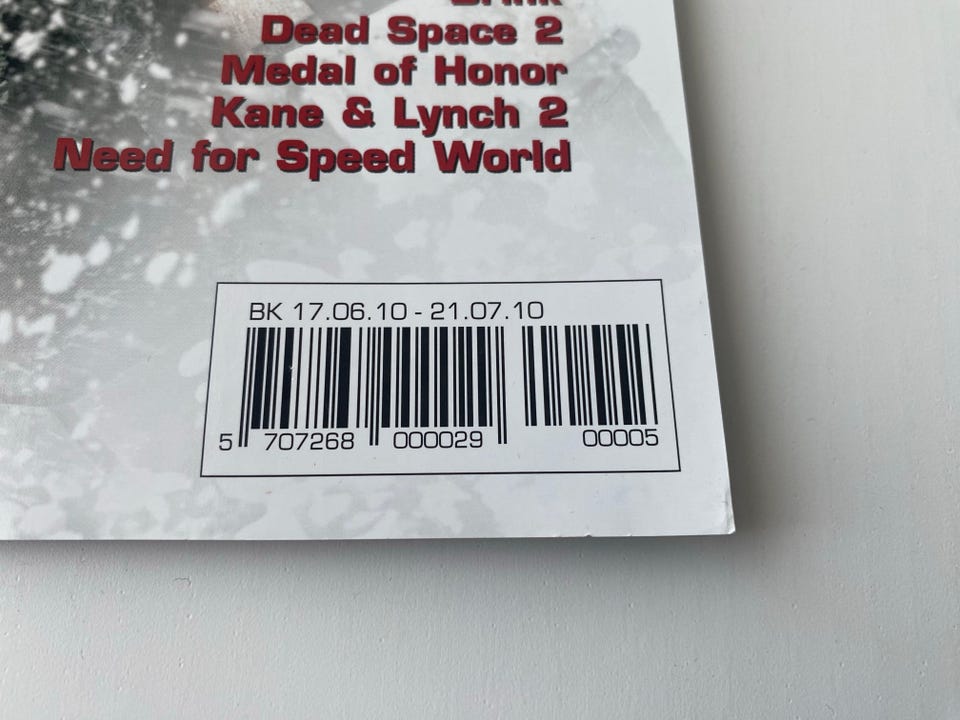 Brink
Dead Space 2
Medal of Honor
Kane & Lynch 2
Need for Speed World
BK 17.06.10 - 21.07.10
5 707268 000029 00005